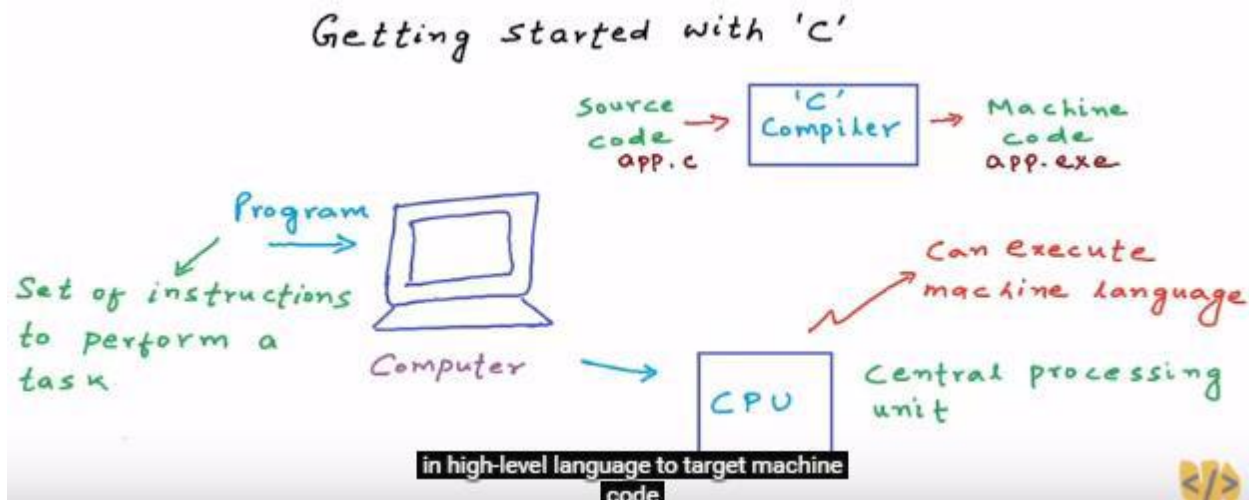 Getting started with 'C'
Source
code
app.c
'C'
Compiler
Machine
code
app.exe
Program
Set of instructions
to perform a
task
Computer
Can execute
machine language
CPU
Central processing
unit
in high-level language to target machine
code
</>